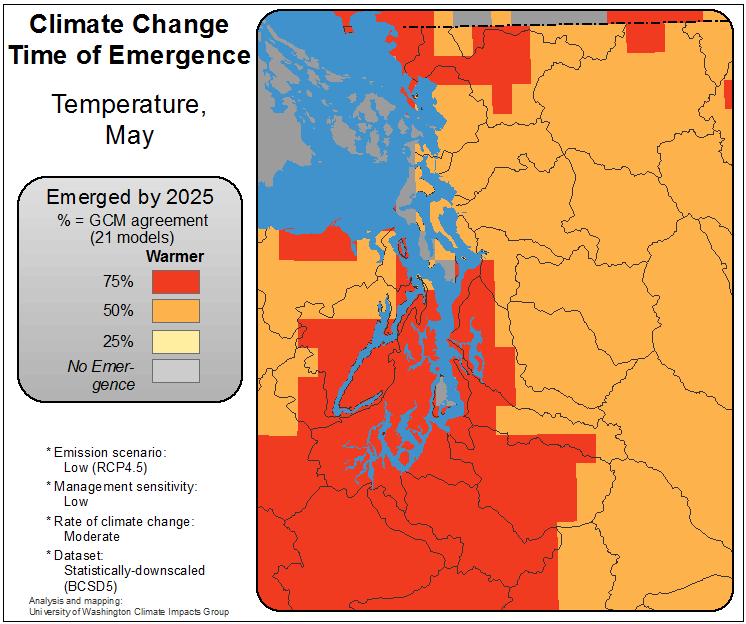 Climate Change
Time of Emergence
Temperature,
May
Emerged by 2025
% = GCM agreement
(21 models)
Warmer
75%
50%
25%
No Emer-
gence
* Emission scenario:
Low (RCP4.5)
* Management sensitivity:
Low
* Rate of climate change:
Moderate
* Dataset:
Statistically-downscaled
(BCSD5)
Analysis and mapping:
University of Washington Climate Impacts Group